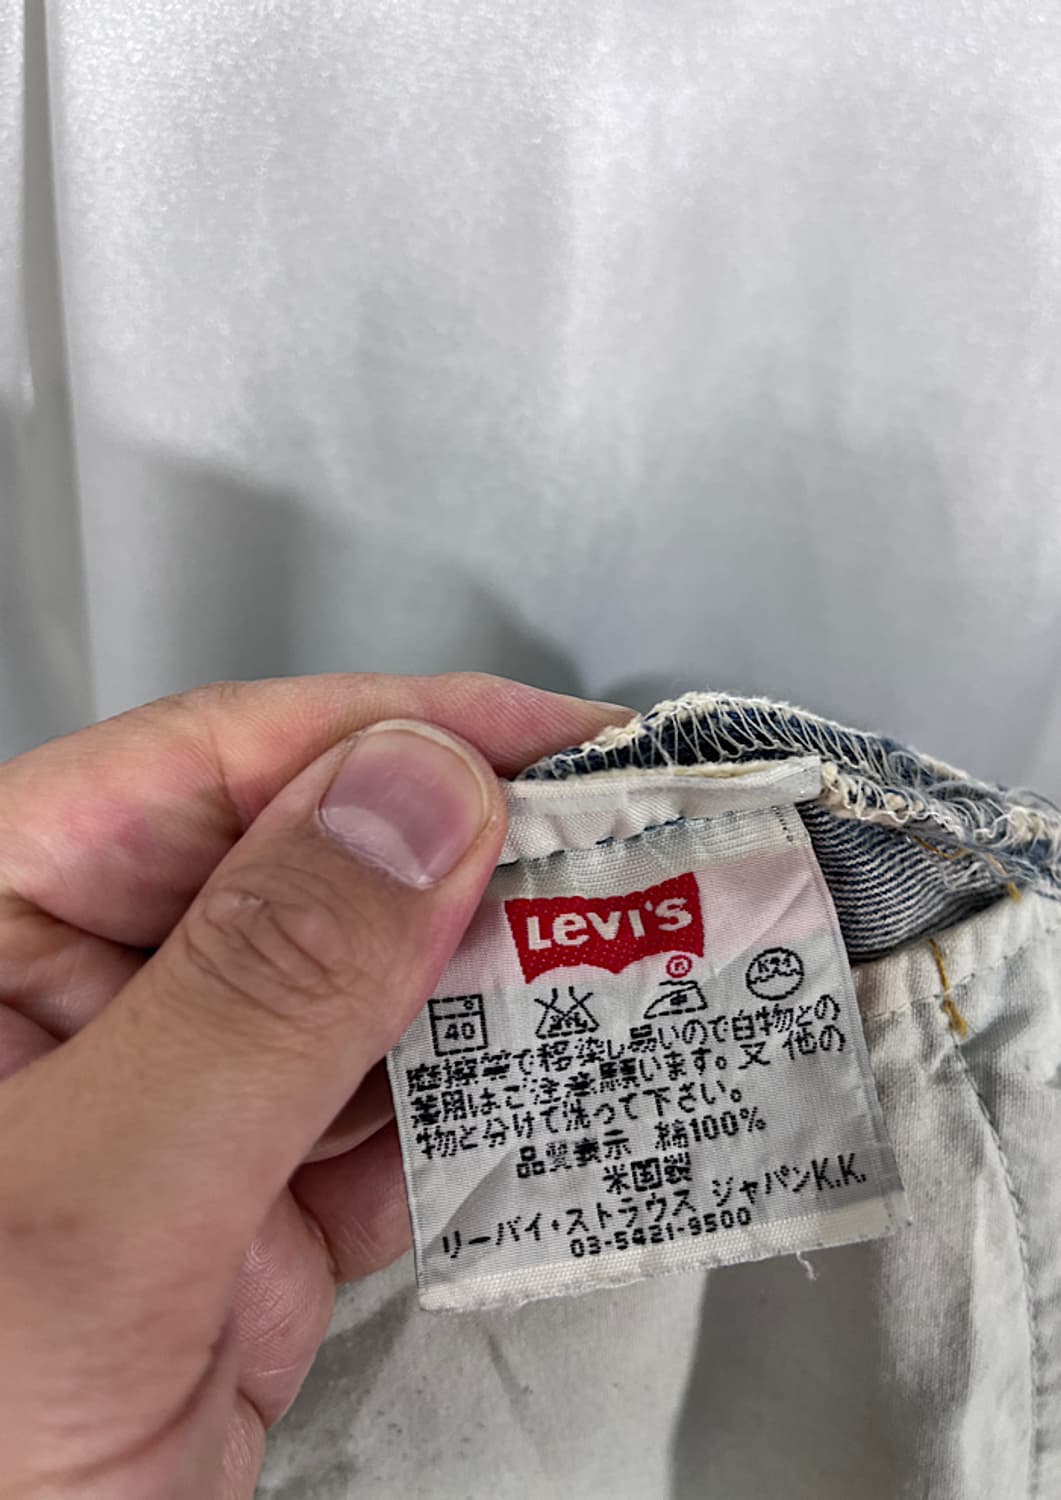 Levi's
®
40
摩擦等で移染し易いので白物との
着用はご注意願います。又 他の
物と分けて洗って下さい。
品質表示 綿100%
米国製
リーバイ・ストラウス ジャパンK.K.
03-5421-9500